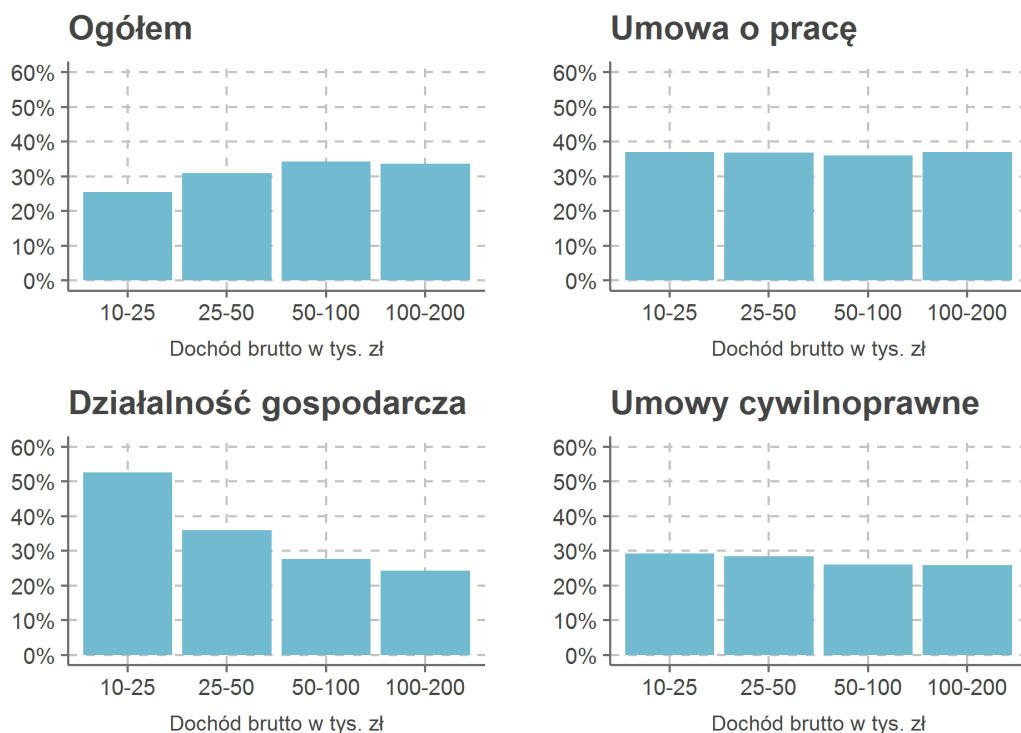 Ogółem
60%
50%
40%
30%
20%
10%
0%
10-25 25-50 50-100 100-200
Dochód brutto w tys. zł
Umowa o pracę
60%
50%
40%
30%
20%
10%
0%
10-25 25-50 50-100 100-200
Dochód brutto w tys. zł
Działalność gospodarcza
60%
50%
40%
30%
20%
10%
0%
10-25 25-50 50-100 100-200
Dochód brutto w tys. zł
Umowy cywilnoprawne
60%
50%
40%
30%
20%
10%
0%
10-25 25-50 50-100 100-200
Dochód brutto w tys. zł